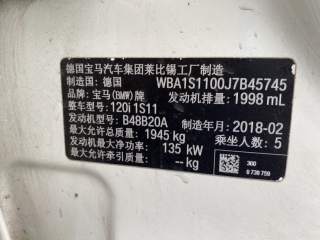 德国宝马汽车集团莱比锡工厂制造
制造国：德国 WBA1S1100J7B45745
品牌：宝马(BMW)牌 发动机排量：1998 mL
整车型号：120i 1S11
发动机型号：B48B20A 制造年月：2018-02
最大允许总质量：1945 kg 乘坐人数：5
发动机最大净功率：135 kW
最大允许牵引质量：-- kg
300
8 738 759